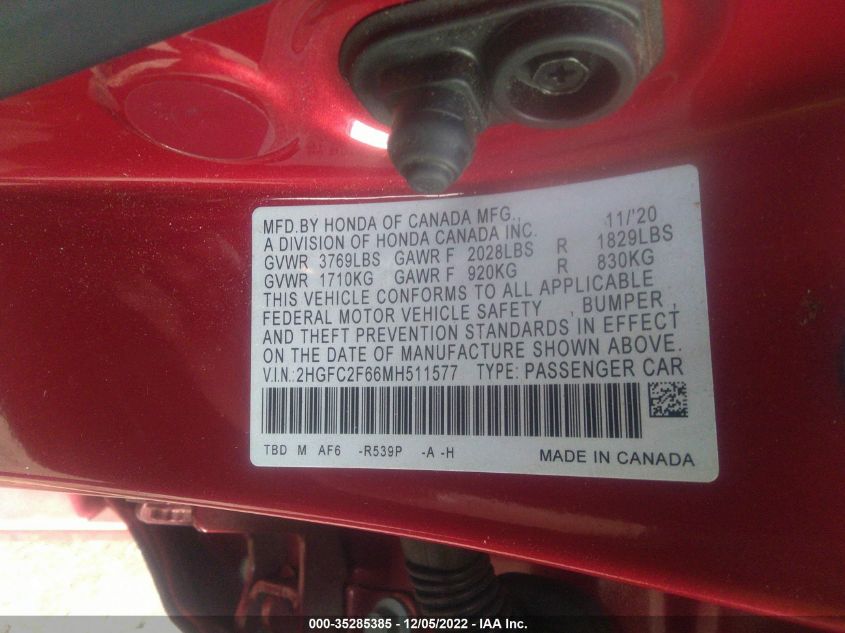 MFD.BY HONDA OF CANADA MFG., 11/'20
A DIVISION OF HONDA CANADA INC.
GVWR 3769LBS GAWR F 2028LBS R 1829LBS
GVWR 1710KG GAWR F 920KG R 830KG
THIS VEHICLE CONFORMS TO ALL APPLICABLE
FEDERAL MOTOR VEHICLE SAFETY , BUMPER ,
AND THEFT PREVENTION STANDARDS IN EFFECT
ON THE DATE OF MANUFACTURE SHOWN ABOVE.
V.I.N.:2HGFC2F66MH511577 TYPE: PASSENGER CAR
TBD M AF6 -R539P -A -H MADE IN CANADA
000-35285385 - 12/05/2022 - IAA Inc.